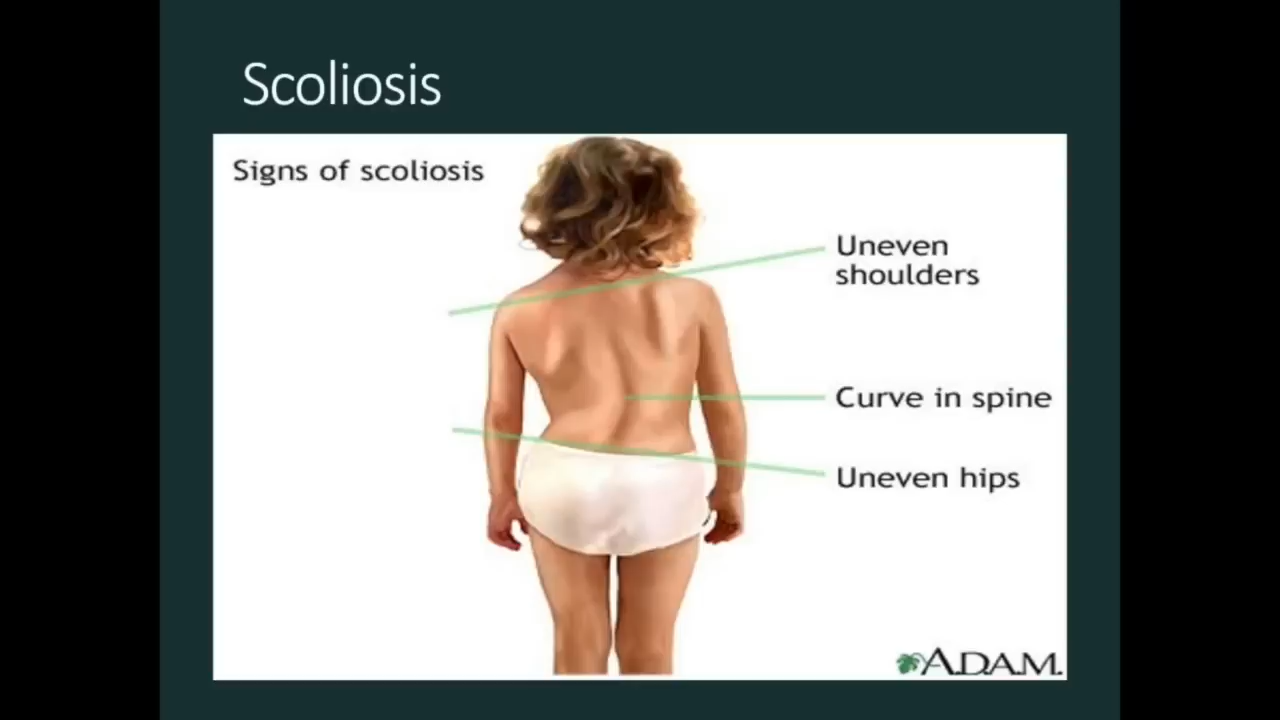 Scoliosis
Signs of scoliosis
Uneven
shoulders
Curve in spine
Uneven hips
A.D.A.M.